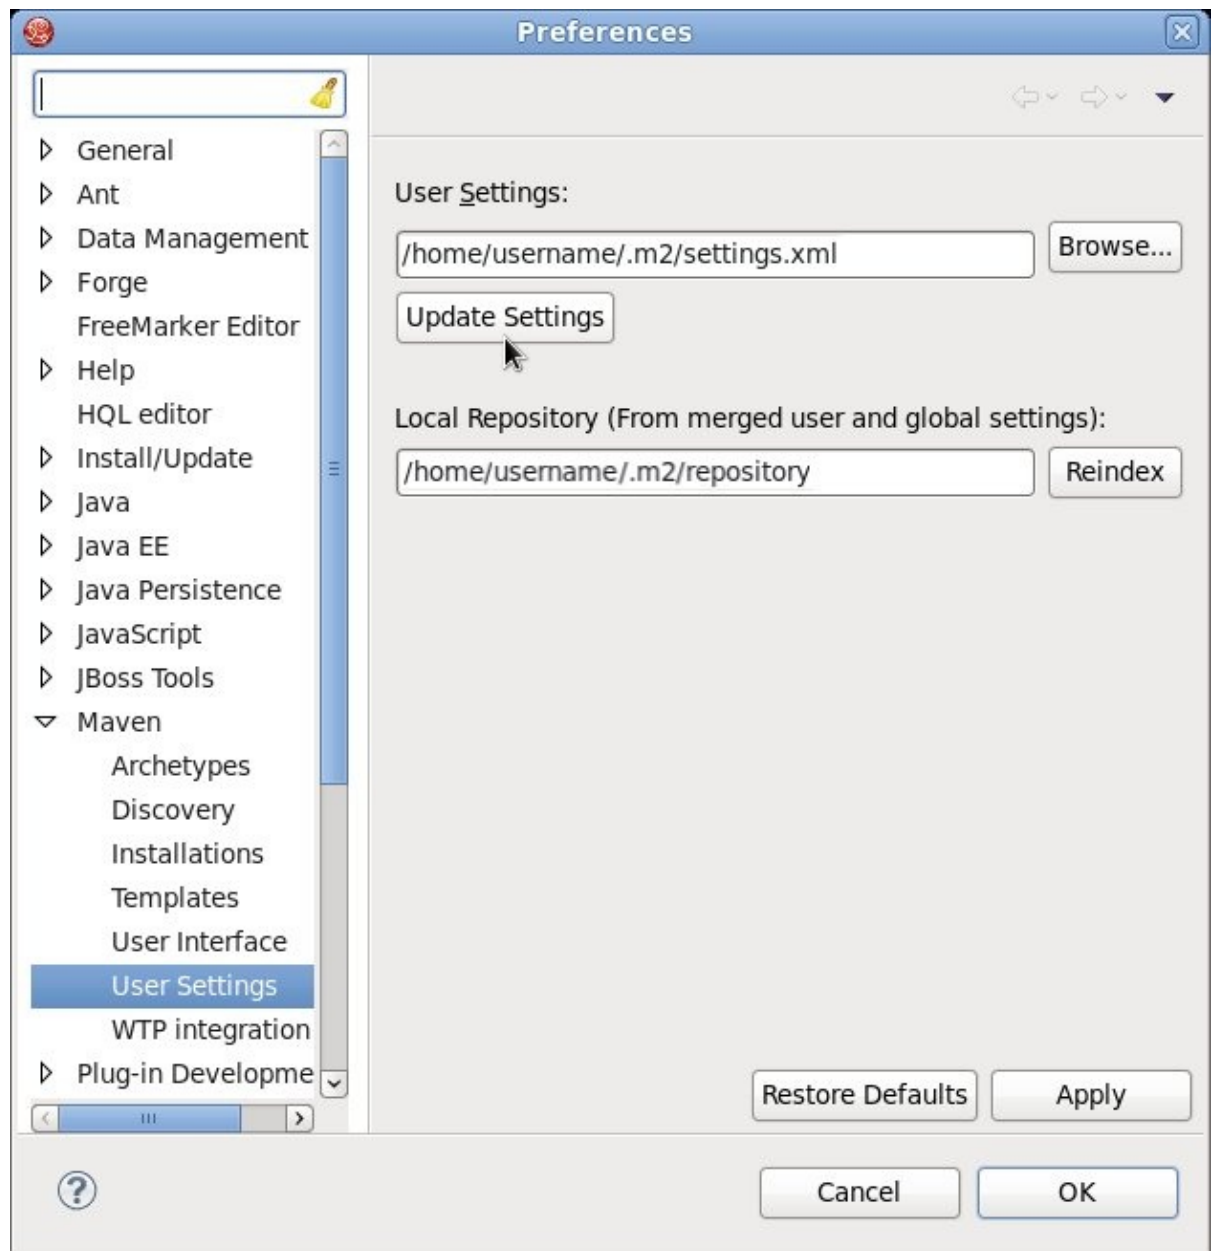 Preferences
General
Ant
Data Management
Forge
FreeMarker Editor
Help
HQL editor
Install/Update
Java
Java EE
Java Persistence
JavaScript
JBoss Tools
Maven
Archetypes
Discovery
Installations
Templates
User Interface
User Settings
WTP integration
Plug-in Developme
User Settings:
/home/username/.m2/settings.xml
Browse...
Update Settings
Local Repository (From merged user and global settings):
/home/username/.m2/repository
Reindex
Restore Defaults
Apply
?
Cancel
OK